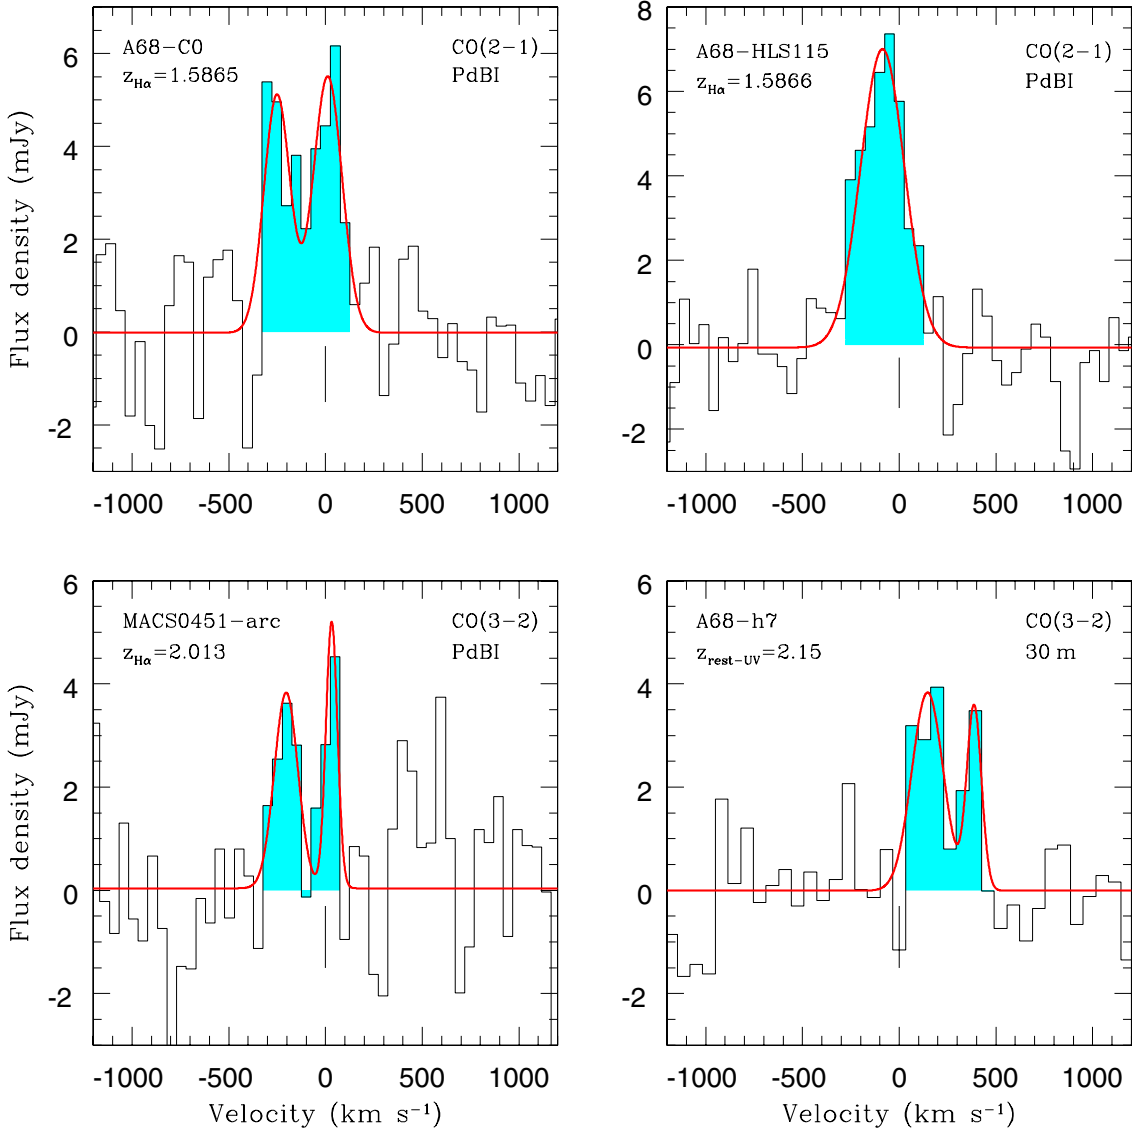 A68-C0 CO(2-1)
zHα=1.5865 PdBI
6
4
2
0
-2
Flux density (mJy)
-1000 -500 0 500 1000
A68-HLS115 CO(2-1)
zHα=1.5866 PdBI
8
6
4
2
0
-2
-1000 -500 0 500 1000
MACS0451-arc CO(3-2)
zHα=2.013 PdBI
6
4
2
0
-2
Flux density (mJy)
-1000 -500 0 500 1000
Velocity (km s⁻¹)
A68-h7 CO(3-2)
zrest-UV=2.15 30 m
6
4
2
0
-2
-1000 -500 0 500 1000
Velocity (km s⁻¹)